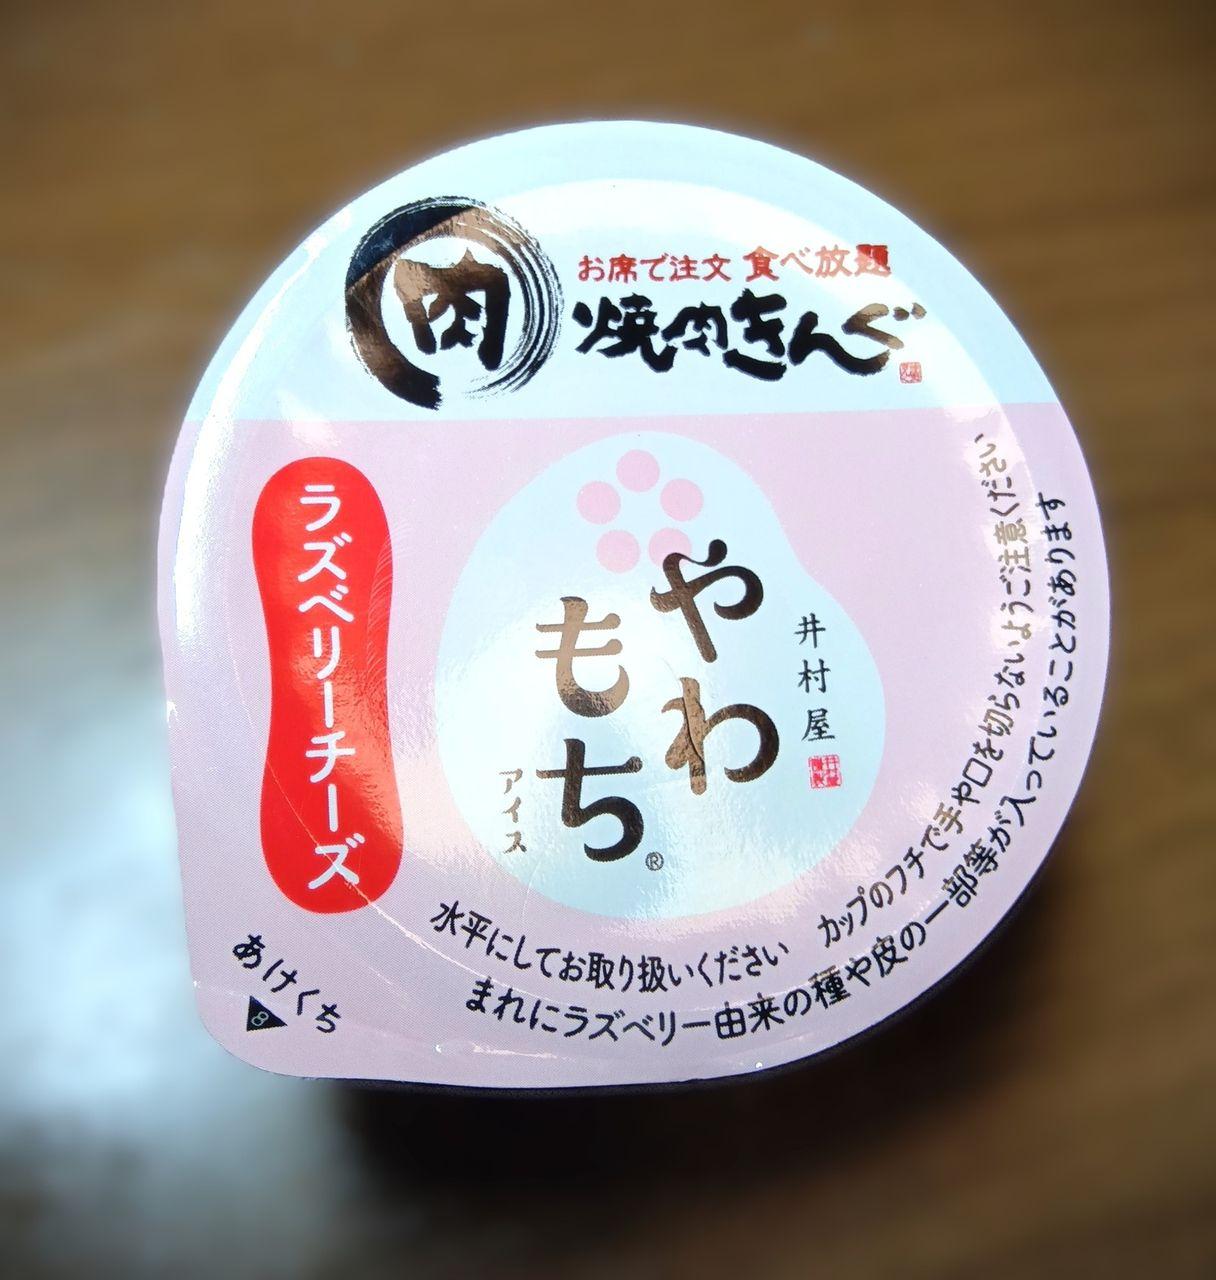 肉
お席で注文 食べ放題
焼肉きんぐ
井村屋
やわ
もち®
アイス
ラズベリーチーズ
水平にしてお取り扱いください カップのフチで手や口を切らないようご注意ください
まれにラズベリー由来の種や皮の一部等が入っていることがあります
あけくち
8